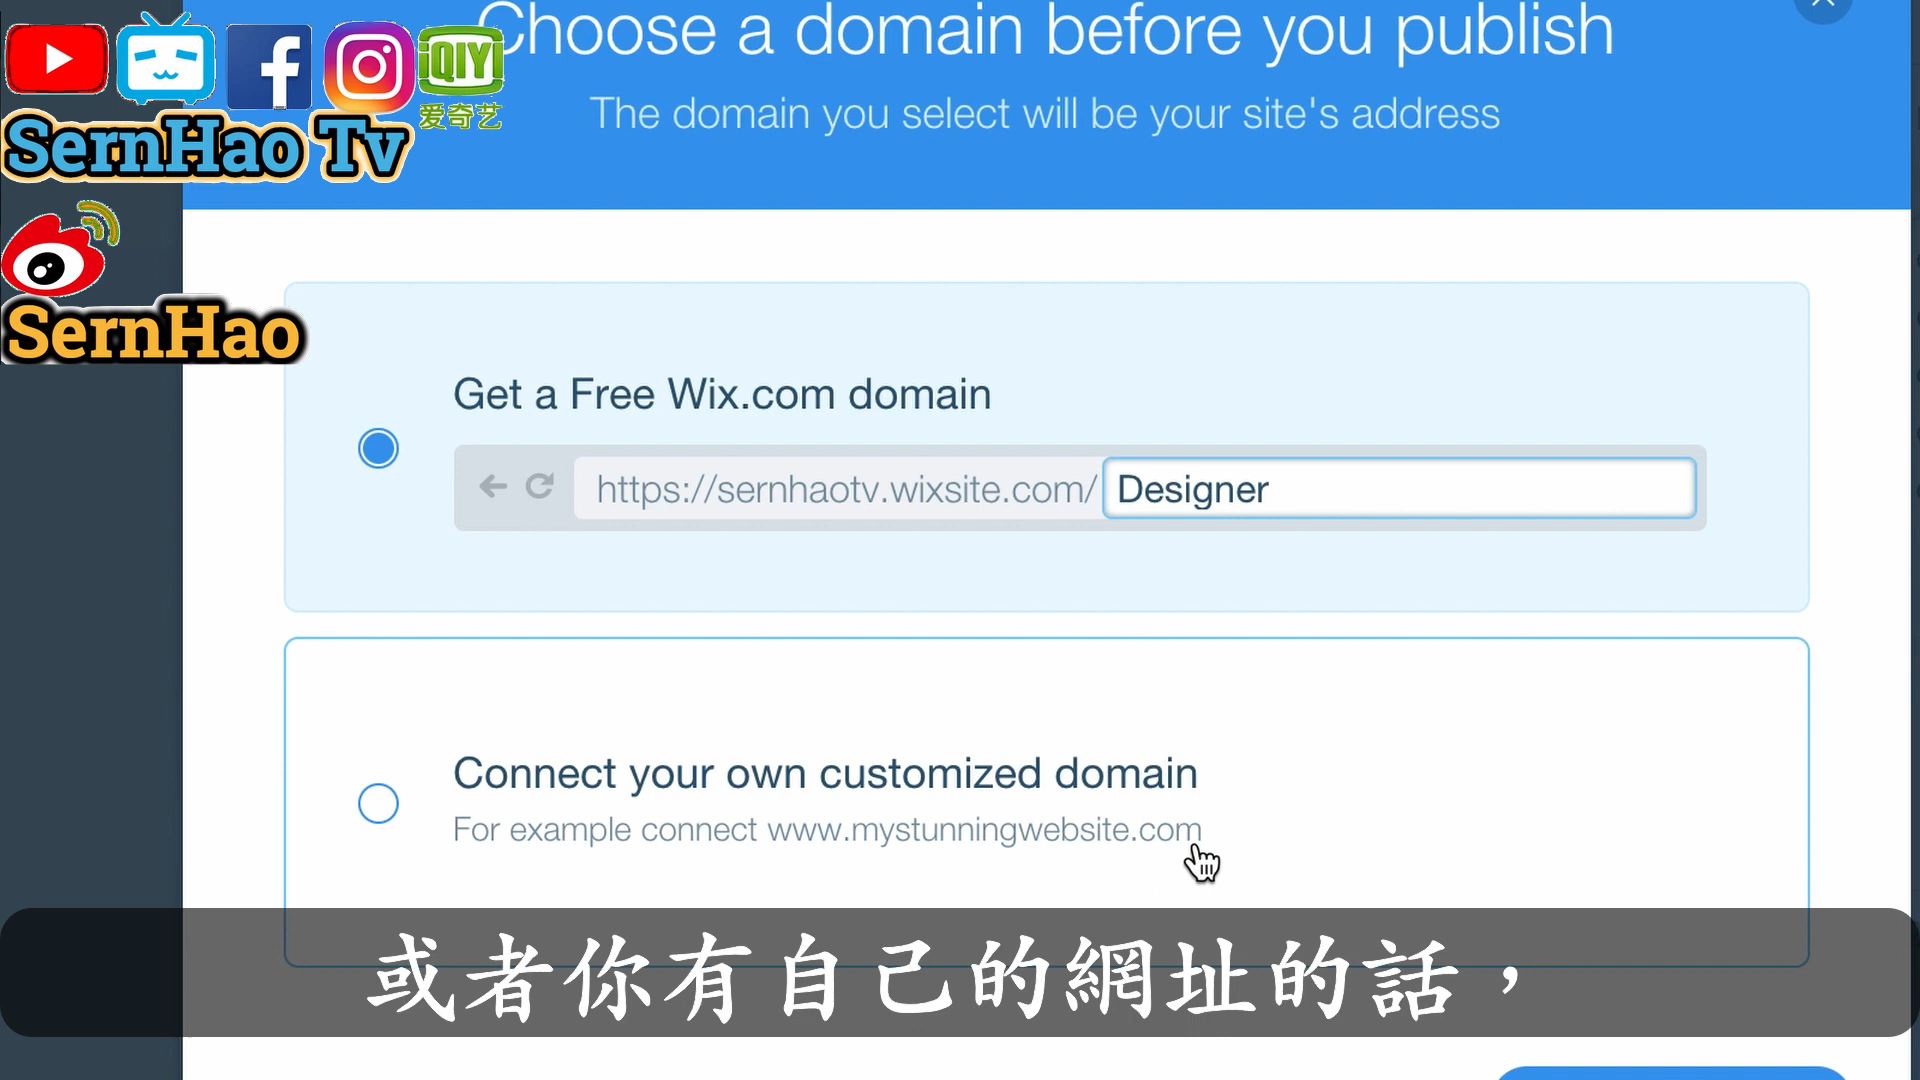 Choose a domain before you publish
The domain you select will be your site's address
iQIYI
爱奇艺
SernHao Tv
SernHao
Get a Free Wix.com domain
https://sernhaotv.wixsite.com/ Designer
Connect your own customized domain
For example connect www.mystunningwebsite.com
或者你有自己的網址的話，